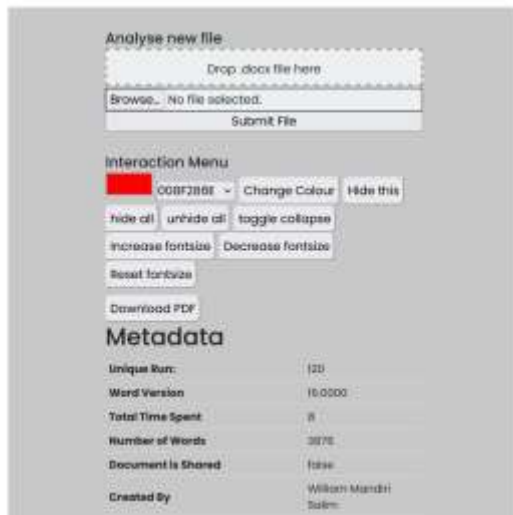 Analyse new file
Drop .docx file here
Browse... No file selected.
Submit File
Interaction Menu
Change Colour Hide this
hide all unhide all toggle collapse
Increase fontsize Decrease fontsize
Reset fontsize
Download PDF
Metadata
Unique Run: 120
Word Version 16.0000
Total Time Spent 8
Number of Words 3876
Document is Shared false
Created By William Mandiri
Salim